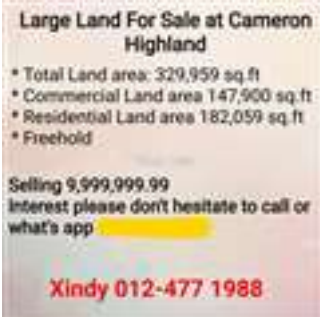 Large Land For Sale at Cameron
Highland
* Total Land area: 329,959 sq.ft
* Commercial Land area 147,900 sq.ft
* Residential Land area 182,059 sq.ft
* Freehold
Selling 9,999,999.99
Interest please don't hesitate to call or
what's app
Xindy 012-477 1988